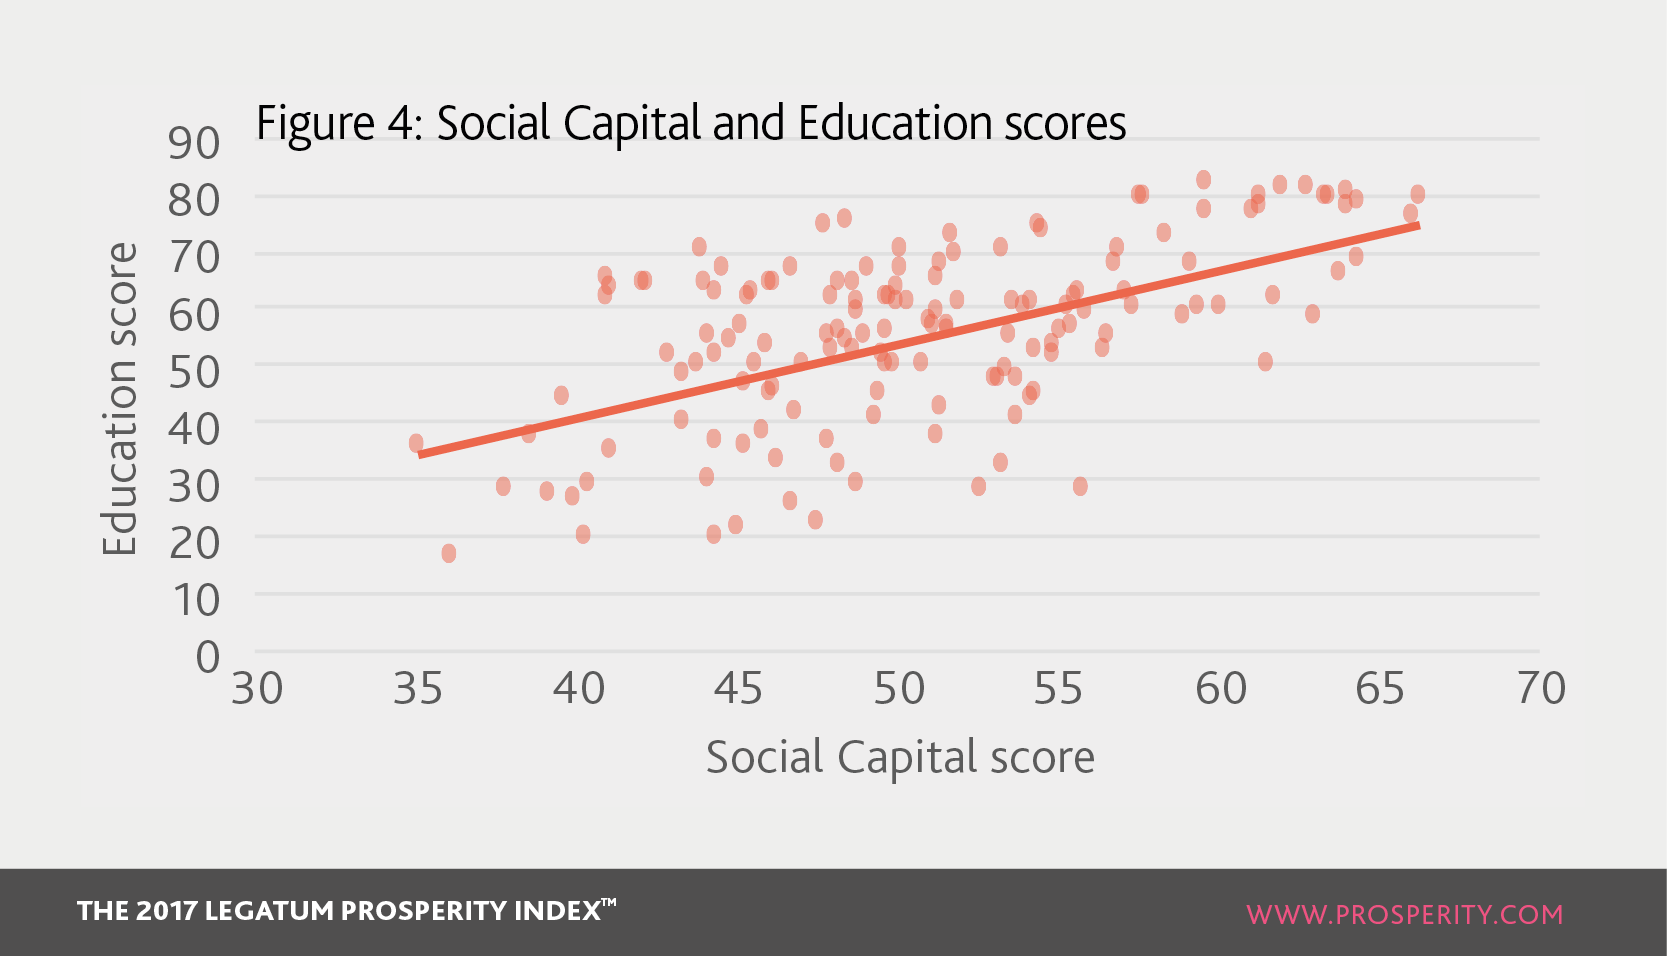 Figure 4: Social Capital and Education scores
90
80
70
60
50
40
30
20
10
0
Education score
30 35 40 45 50 55 60 65 70
Social Capital score
THE 2017 LEGATUM PROSPERITY INDEX™
WWW.PROSPERITY.COM